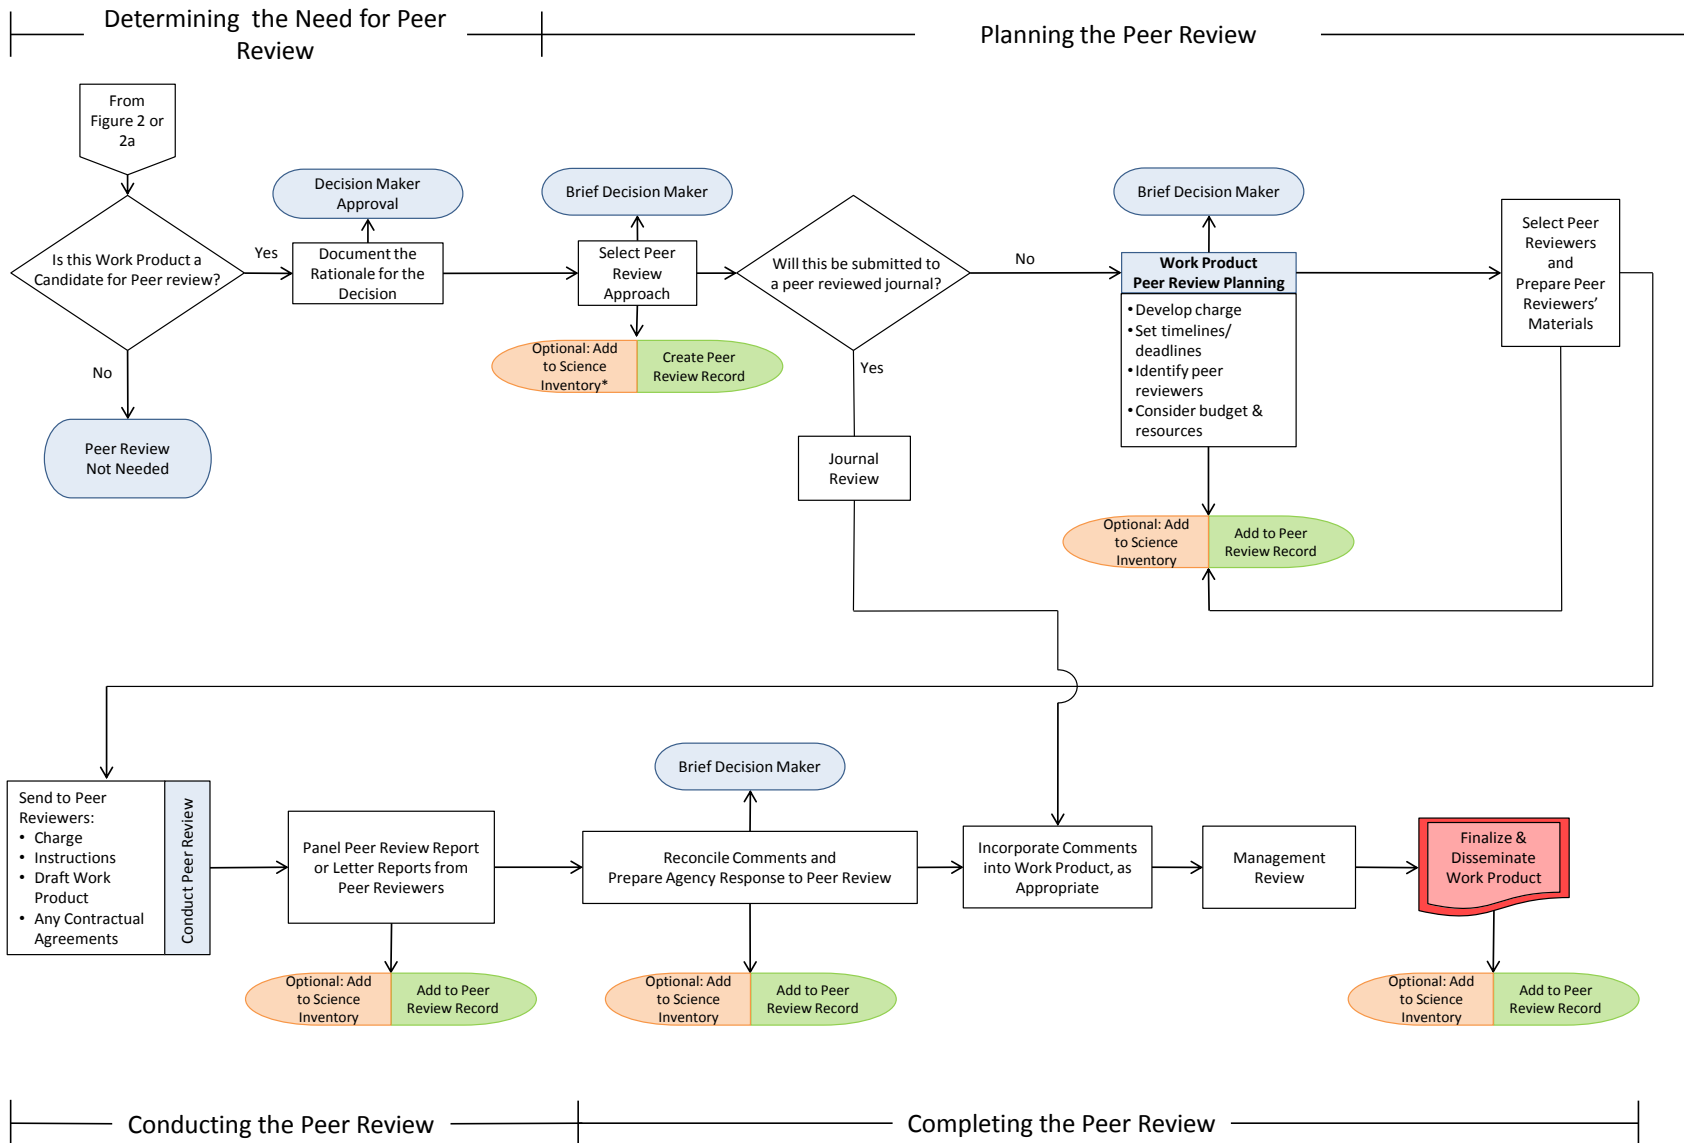 Determining  the Need for Peer
Review
Planning the Peer Review
From
Figure 2 or
2a
Is this Work Product a
Candidate for Peer review?
Yes
No
Peer Review
Not Needed
Decision Maker
Approval
Document the
Rationale for the
Decision
Brief Decision Maker
Select Peer
Review
Approach
Optional: Add
to Science
Inventory*
Create Peer
Review Record
Will this be submitted to
a peer reviewed journal?
No
Yes
Journal
Review
Brief Decision Maker
Work Product
Peer Review Planning
• Develop charge
• Set timelines/
deadlines
• Identify peer
reviewers
• Consider budget &
resources
Optional: Add
to Science
Inventory
Add to Peer
Review Record
Select Peer
Reviewers
and
Prepare Peer
Reviewers’
Materials
Send to Peer
Reviewers:
• Charge
• Instructions
• Draft Work
Product
• Any Contractual
Agreements
Conduct Peer Review
Panel Peer Review Report
or Letter Reports from
Peer Reviewers
Optional: Add
to Science
Inventory
Add to Peer
Review Record
Brief Decision Maker
Reconcile Comments and
Prepare Agency Response to Peer Review
Optional: Add
to Science
Inventory
Add to Peer
Review Record
Incorporate Comments
into Work Product, as
Appropriate
Management
Review
Finalize &
Disseminate
Work Product
Optional: Add
to Science
Inventory
Add to Peer
Review Record
Conducting the Peer Review
Completing the Peer Review